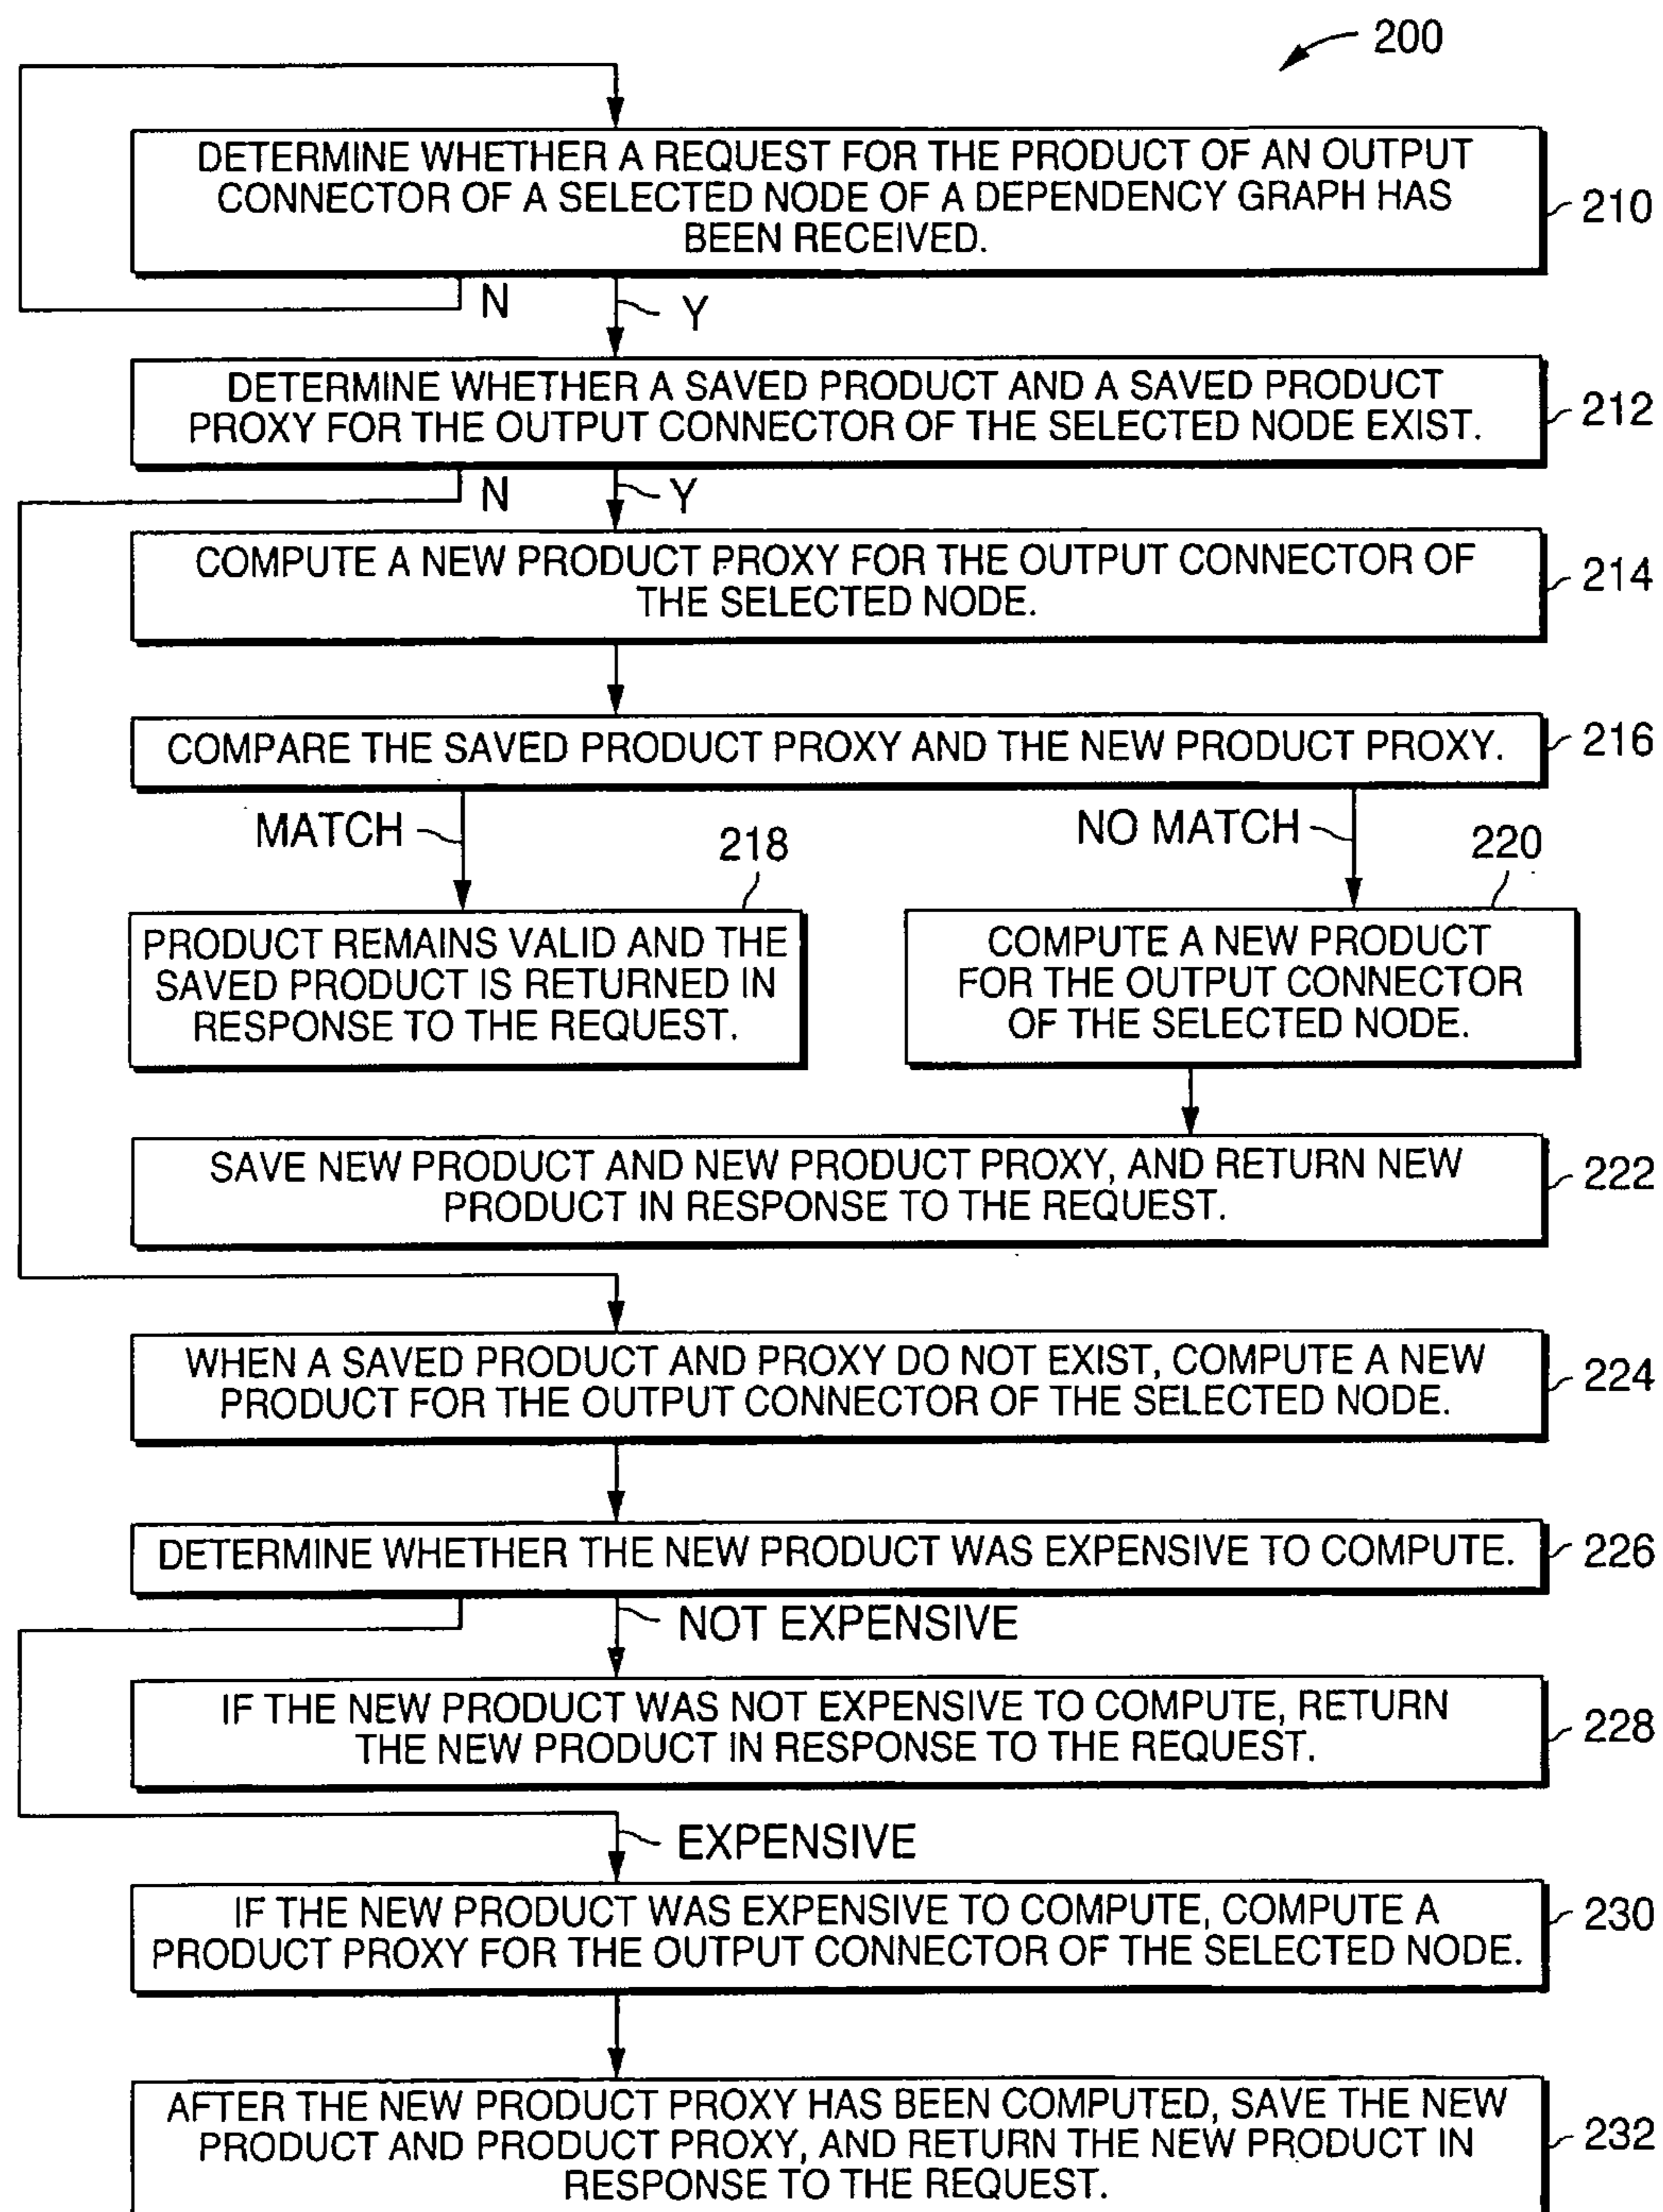 200
DETERMINE WHETHER A REQUEST FOR THE PRODUCT OF AN OUTPUT
CONNECTOR OF A SELECTED NODE OF A DEPENDENCY GRAPH HAS
BEEN RECEIVED.
210
N
Y
DETERMINE WHETHER A SAVED PRODUCT AND A SAVED PRODUCT
PROXY FOR THE OUTPUT CONNECTOR OF THE SELECTED NODE EXIST.
212
N
Y
COMPUTE A NEW PRODUCT PROXY FOR THE OUTPUT CONNECTOR OF
THE SELECTED NODE.
214
COMPARE THE SAVED PRODUCT PROXY AND THE NEW PRODUCT PROXY.
216
MATCH
NO MATCH
218
220
PRODUCT REMAINS VALID AND THE
SAVED PRODUCT IS RETURNED IN
RESPONSE TO THE REQUEST.
COMPUTE A NEW PRODUCT
FOR THE OUTPUT CONNECTOR
OF THE SELECTED NODE.
SAVE NEW PRODUCT AND NEW PRODUCT PROXY, AND RETURN NEW
PRODUCT IN RESPONSE TO THE REQUEST.
222
WHEN A SAVED PRODUCT AND PROXY DO NOT EXIST, COMPUTE A NEW
PRODUCT FOR THE OUTPUT CONNECTOR OF THE SELECTED NODE.
224
DETERMINE WHETHER THE NEW PRODUCT WAS EXPENSIVE TO COMPUTE.
226
NOT EXPENSIVE
IF THE NEW PRODUCT WAS NOT EXPENSIVE TO COMPUTE, RETURN
THE NEW PRODUCT IN RESPONSE TO THE REQUEST.
228
EXPENSIVE
IF THE NEW PRODUCT WAS EXPENSIVE TO COMPUTE, COMPUTE A
PRODUCT PROXY FOR THE OUTPUT CONNECTOR OF THE SELECTED NODE.
230
AFTER THE NEW PRODUCT PROXY HAS BEEN COMPUTED, SAVE THE NEW
PRODUCT AND PRODUCT PROXY, AND RETURN THE NEW PRODUCT IN
RESPONSE TO THE REQUEST.
232